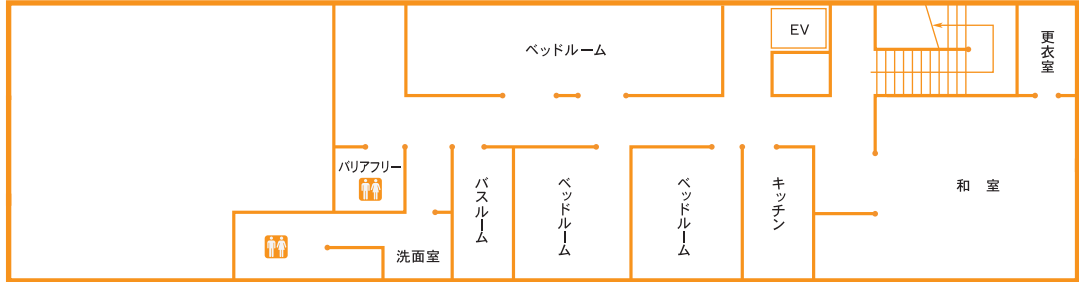 ベッドルーム
EV
更衣室
バリアフリー
バスルーム
ベッドルーム
ベッドルーム
キッチン
和 室
洗面室